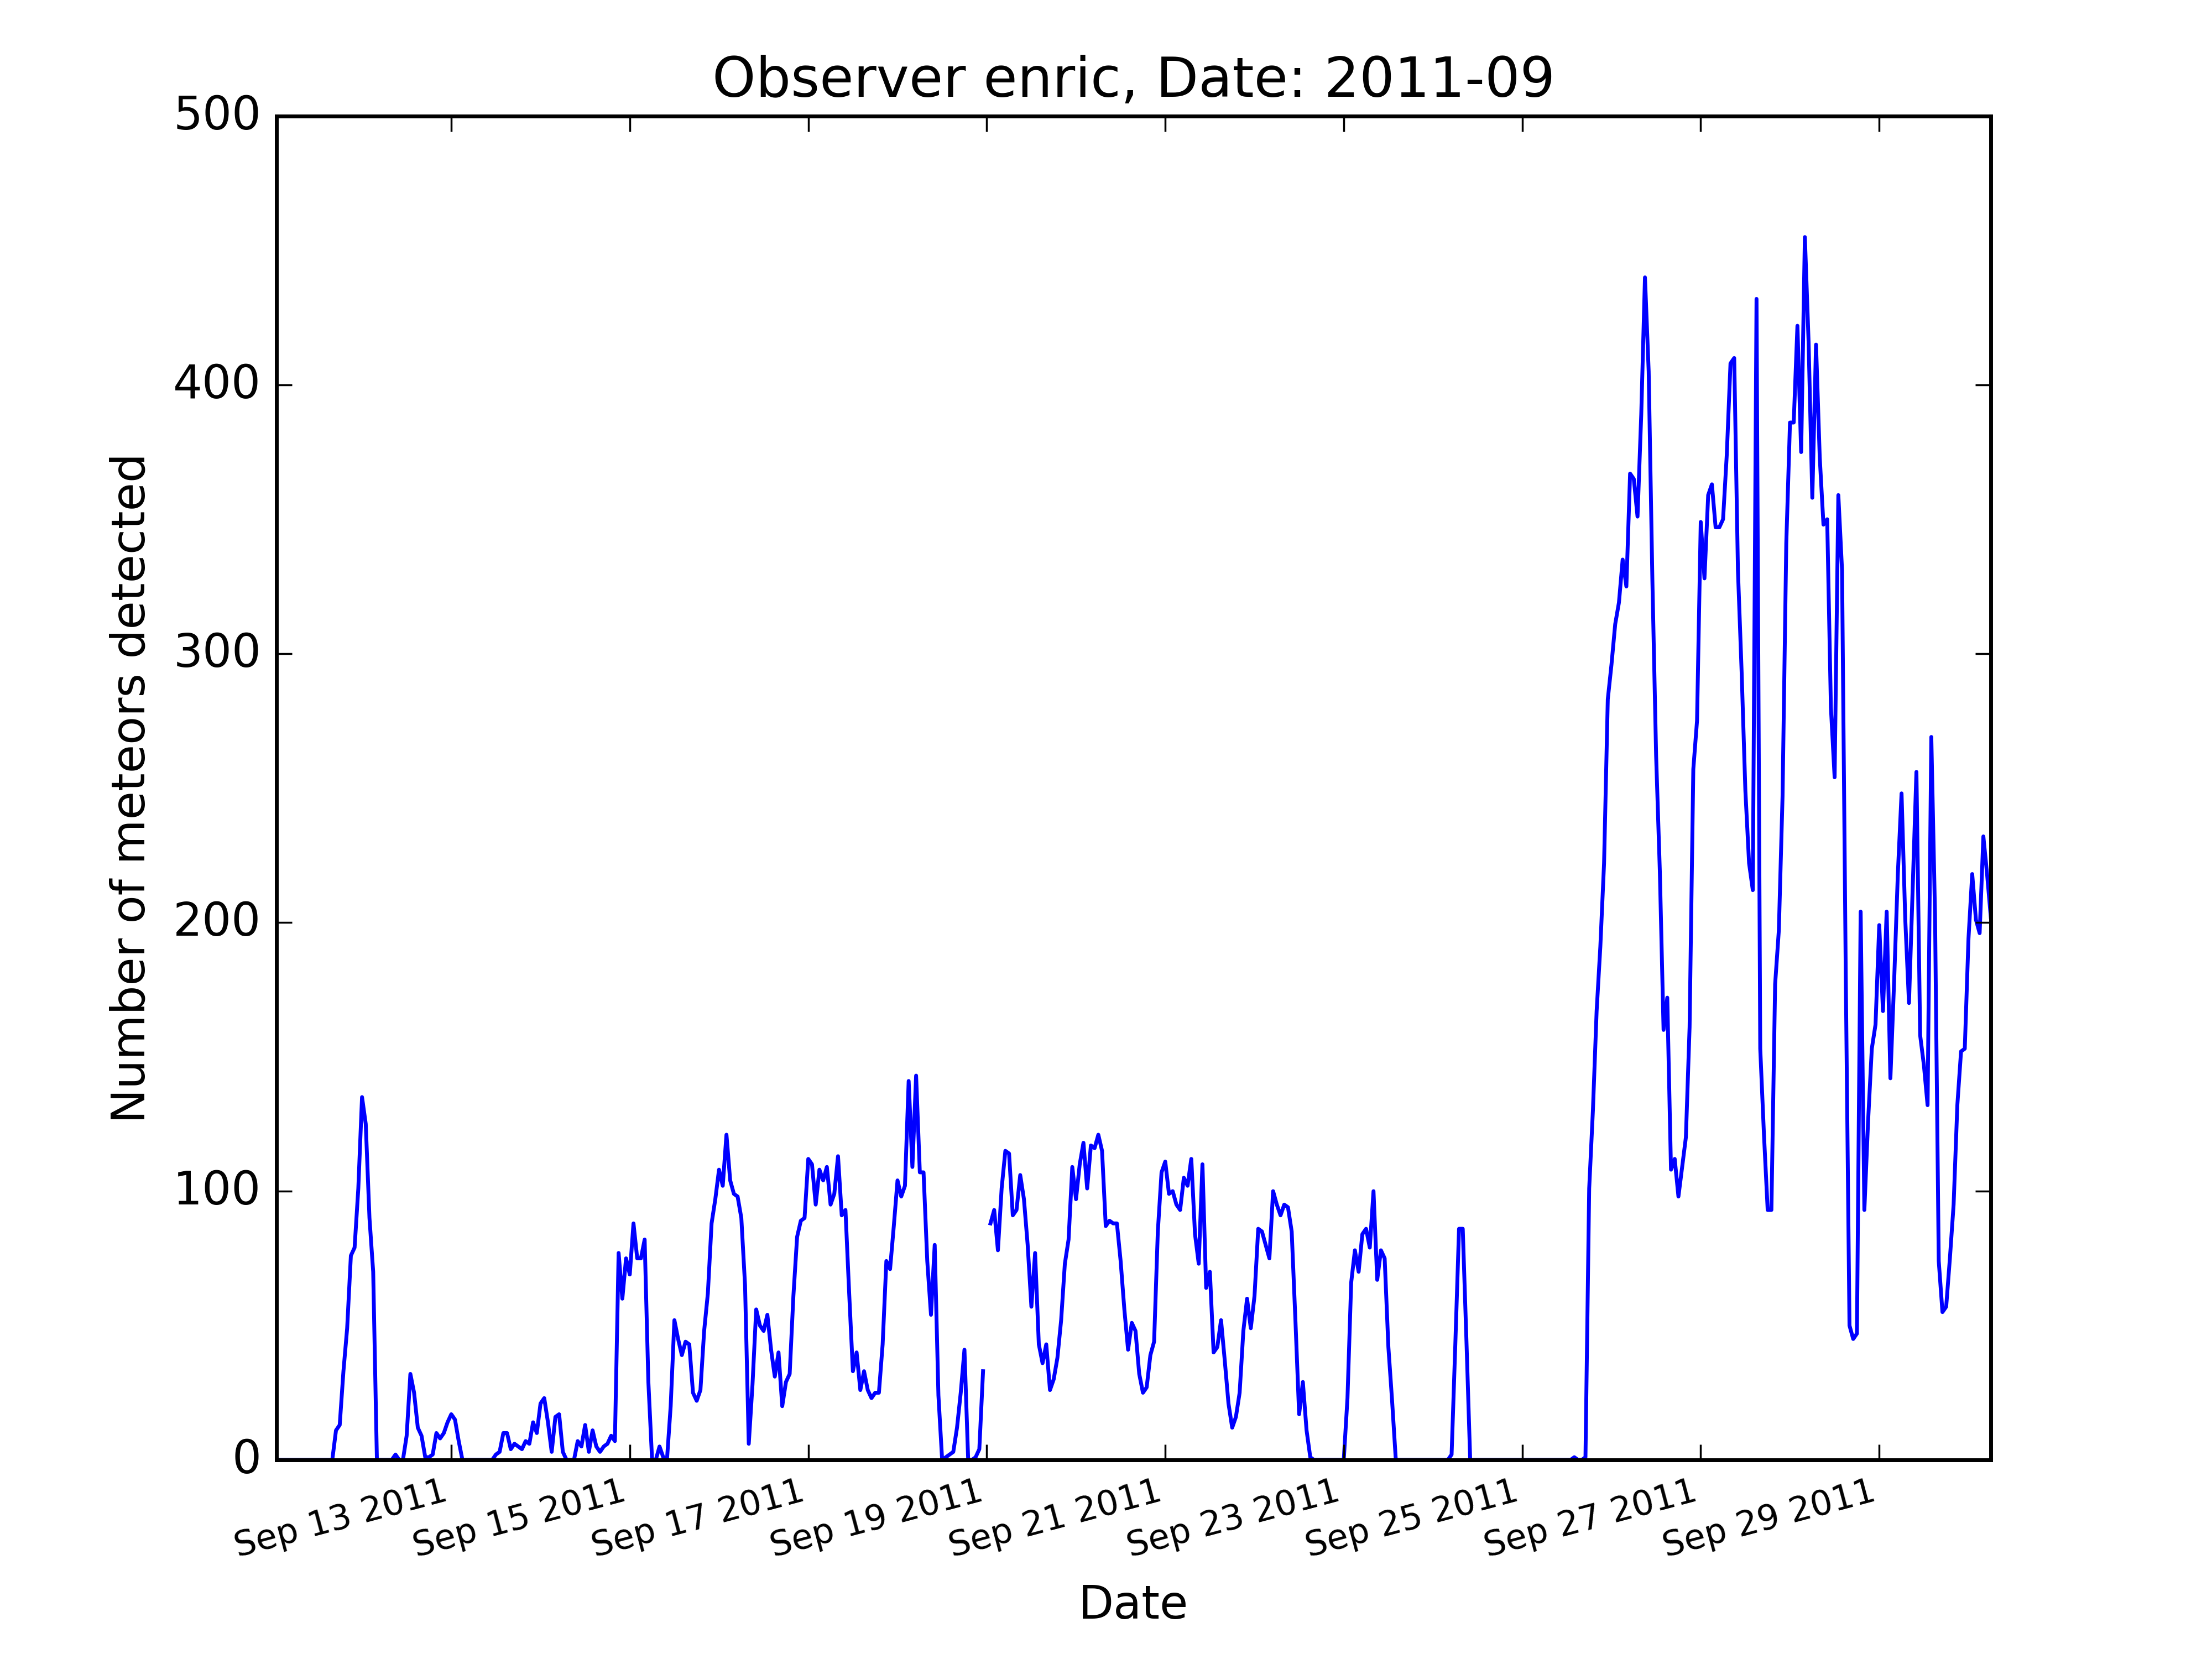 Observer enric, Date: 2011-09
500
400
300
200
100
0
Number of meteors detected
Sep 13 2011
Sep 15 2011
Sep 17 2011
Sep 19 2011
Sep 21 2011
Sep 23 2011
Sep 25 2011
Sep 27 2011
Sep 29 2011
Date